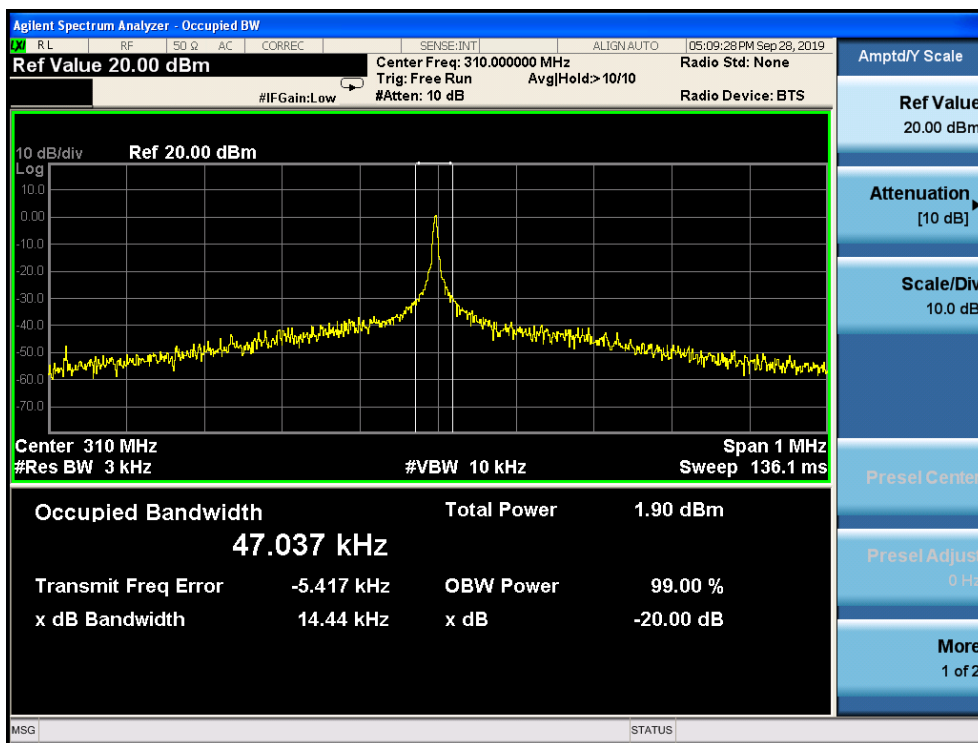 Agilent Spectrum Analyzer - Occupied BW
LXI RL RF 50 Ω AC CORREC SENSE:INT ALIGN AUTO 05:09:28 PM Sep 28, 2019
Ref Value 20.00 dBm
Center Freq: 310.000000 MHz
Radio Std: None
Trig: Free Run Avg|Hold:> 10/10
#IFGain:Low
#Atten: 10 dB
Radio Device: BTS
10 dB/div Ref 20.00 dBm
Log
10.0
0.00
-10.0
-20.0
-30.0
-40.0
-50.0
-60.0
-70.0
Center 310 MHz Span 1 MHz
#Res BW 3 kHz #VBW 10 kHz Sweep 136.1 ms
Occupied Bandwidth Total Power 1.90 dBm
47.037 kHz
Transmit Freq Error -5.417 kHz OBW Power 99.00 %
x dB Bandwidth 14.44 kHz x dB -20.00 dB
MSG STATUS
Amptd/Y Scale
Ref Value
20.00 dBm
Attenuation
[10 dB]
Scale/Div
10.0 dB
Presel Center
Presel Adjust
0 Hz
More
1 of 2